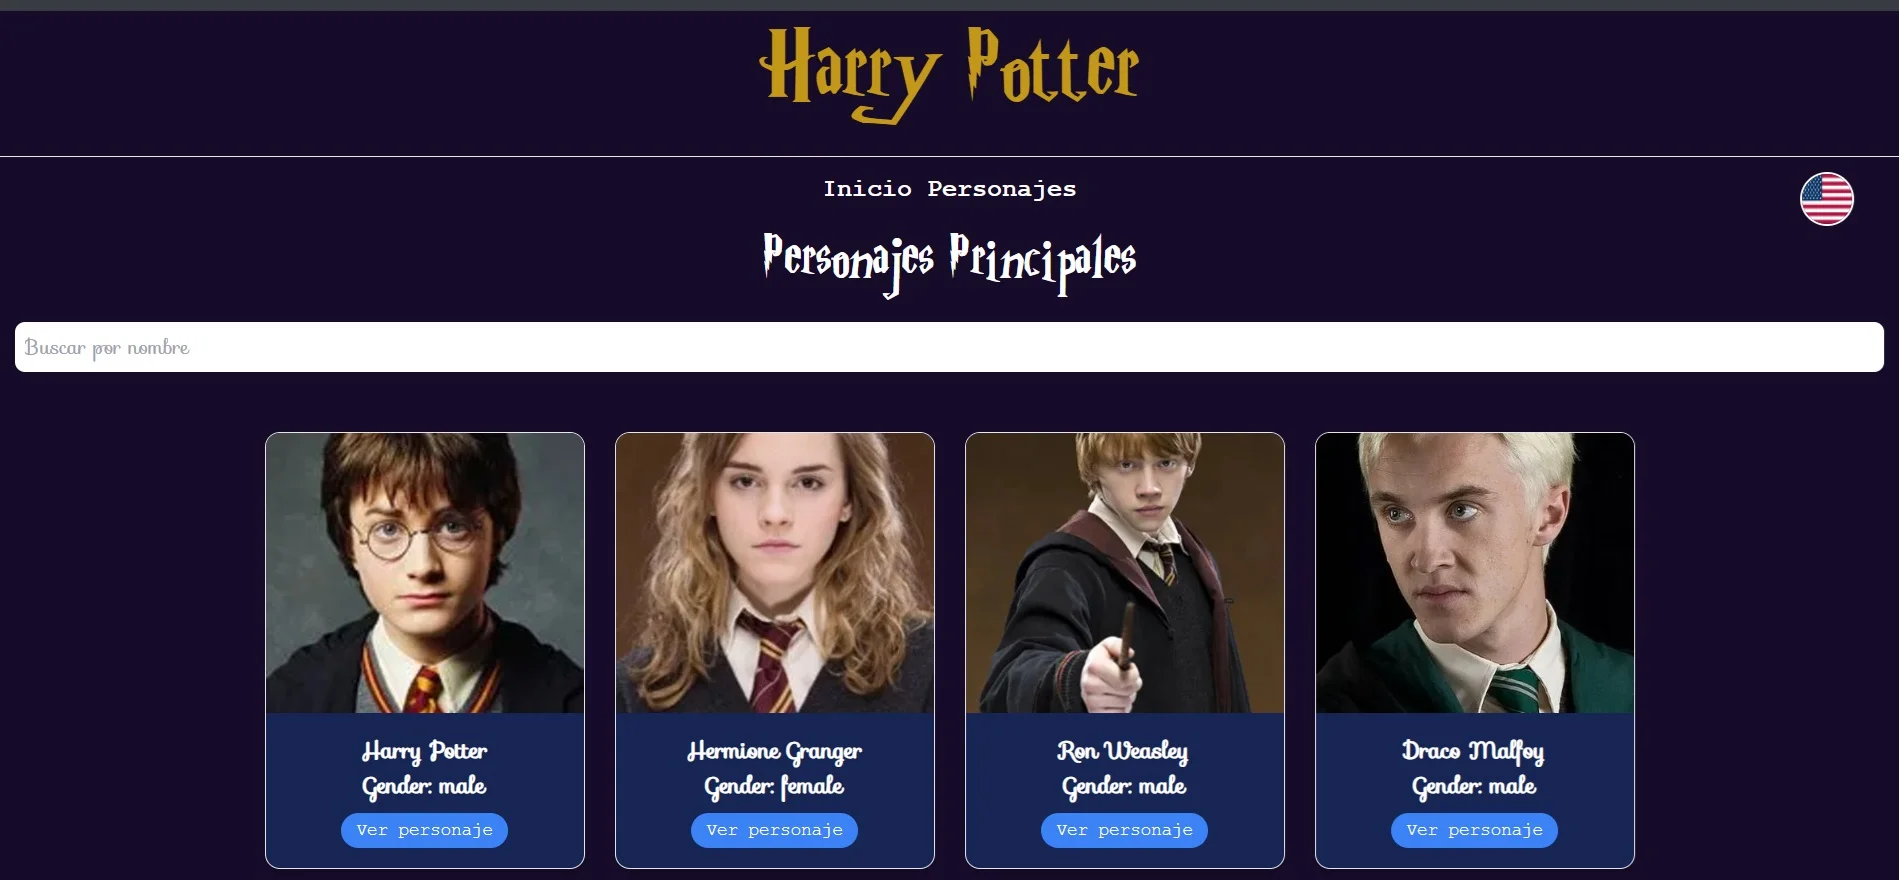 Harry Potter
Inicio Personajes
Personajes Principales
Buscar por nombre
Harry Potter
Gender: male
Ver personaje
Hermione Granger
Gender: female
Ver personaje
Ron Weasley
Gender: male
Ver personaje
Draco Malfoy
Gender: male
Ver personaje